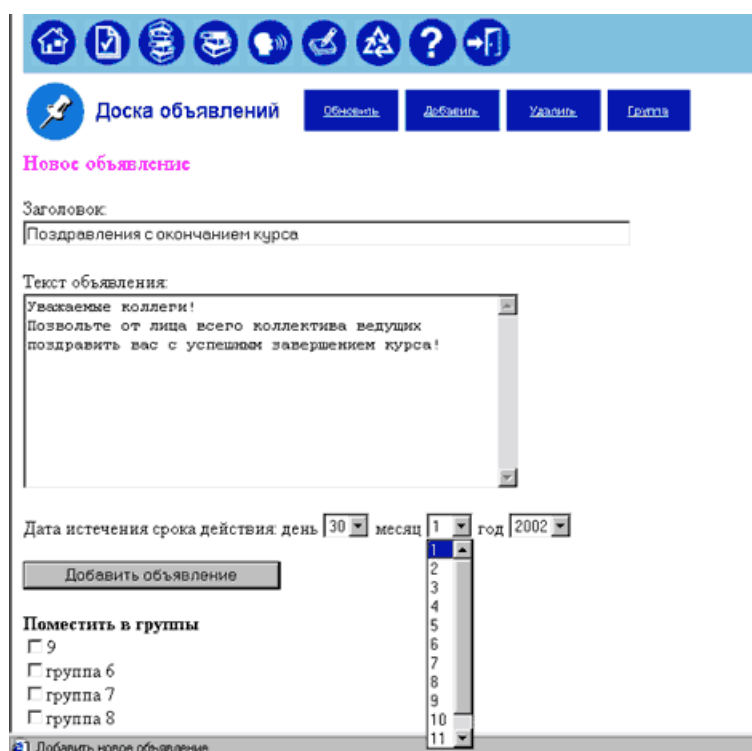 Доска объявлений
Обновить
Добавить
Удалить
Группа
Новое объявление
Заголовок:
Поздравления с окончанием курса
Текст объявления:
Уважаемые коллеги!
Позвольте от лица всего коллектива ведущих
поздравить вас с успешным завершением курса!
Дата истечения срока действия: день 30 месяц 1 год 2002
1
2
3
4
5
6
7
8
9
10
11
Добавить объявление
Поместить в группы
9
группа 6
группа 7
группа 8
Добавить новое объявление